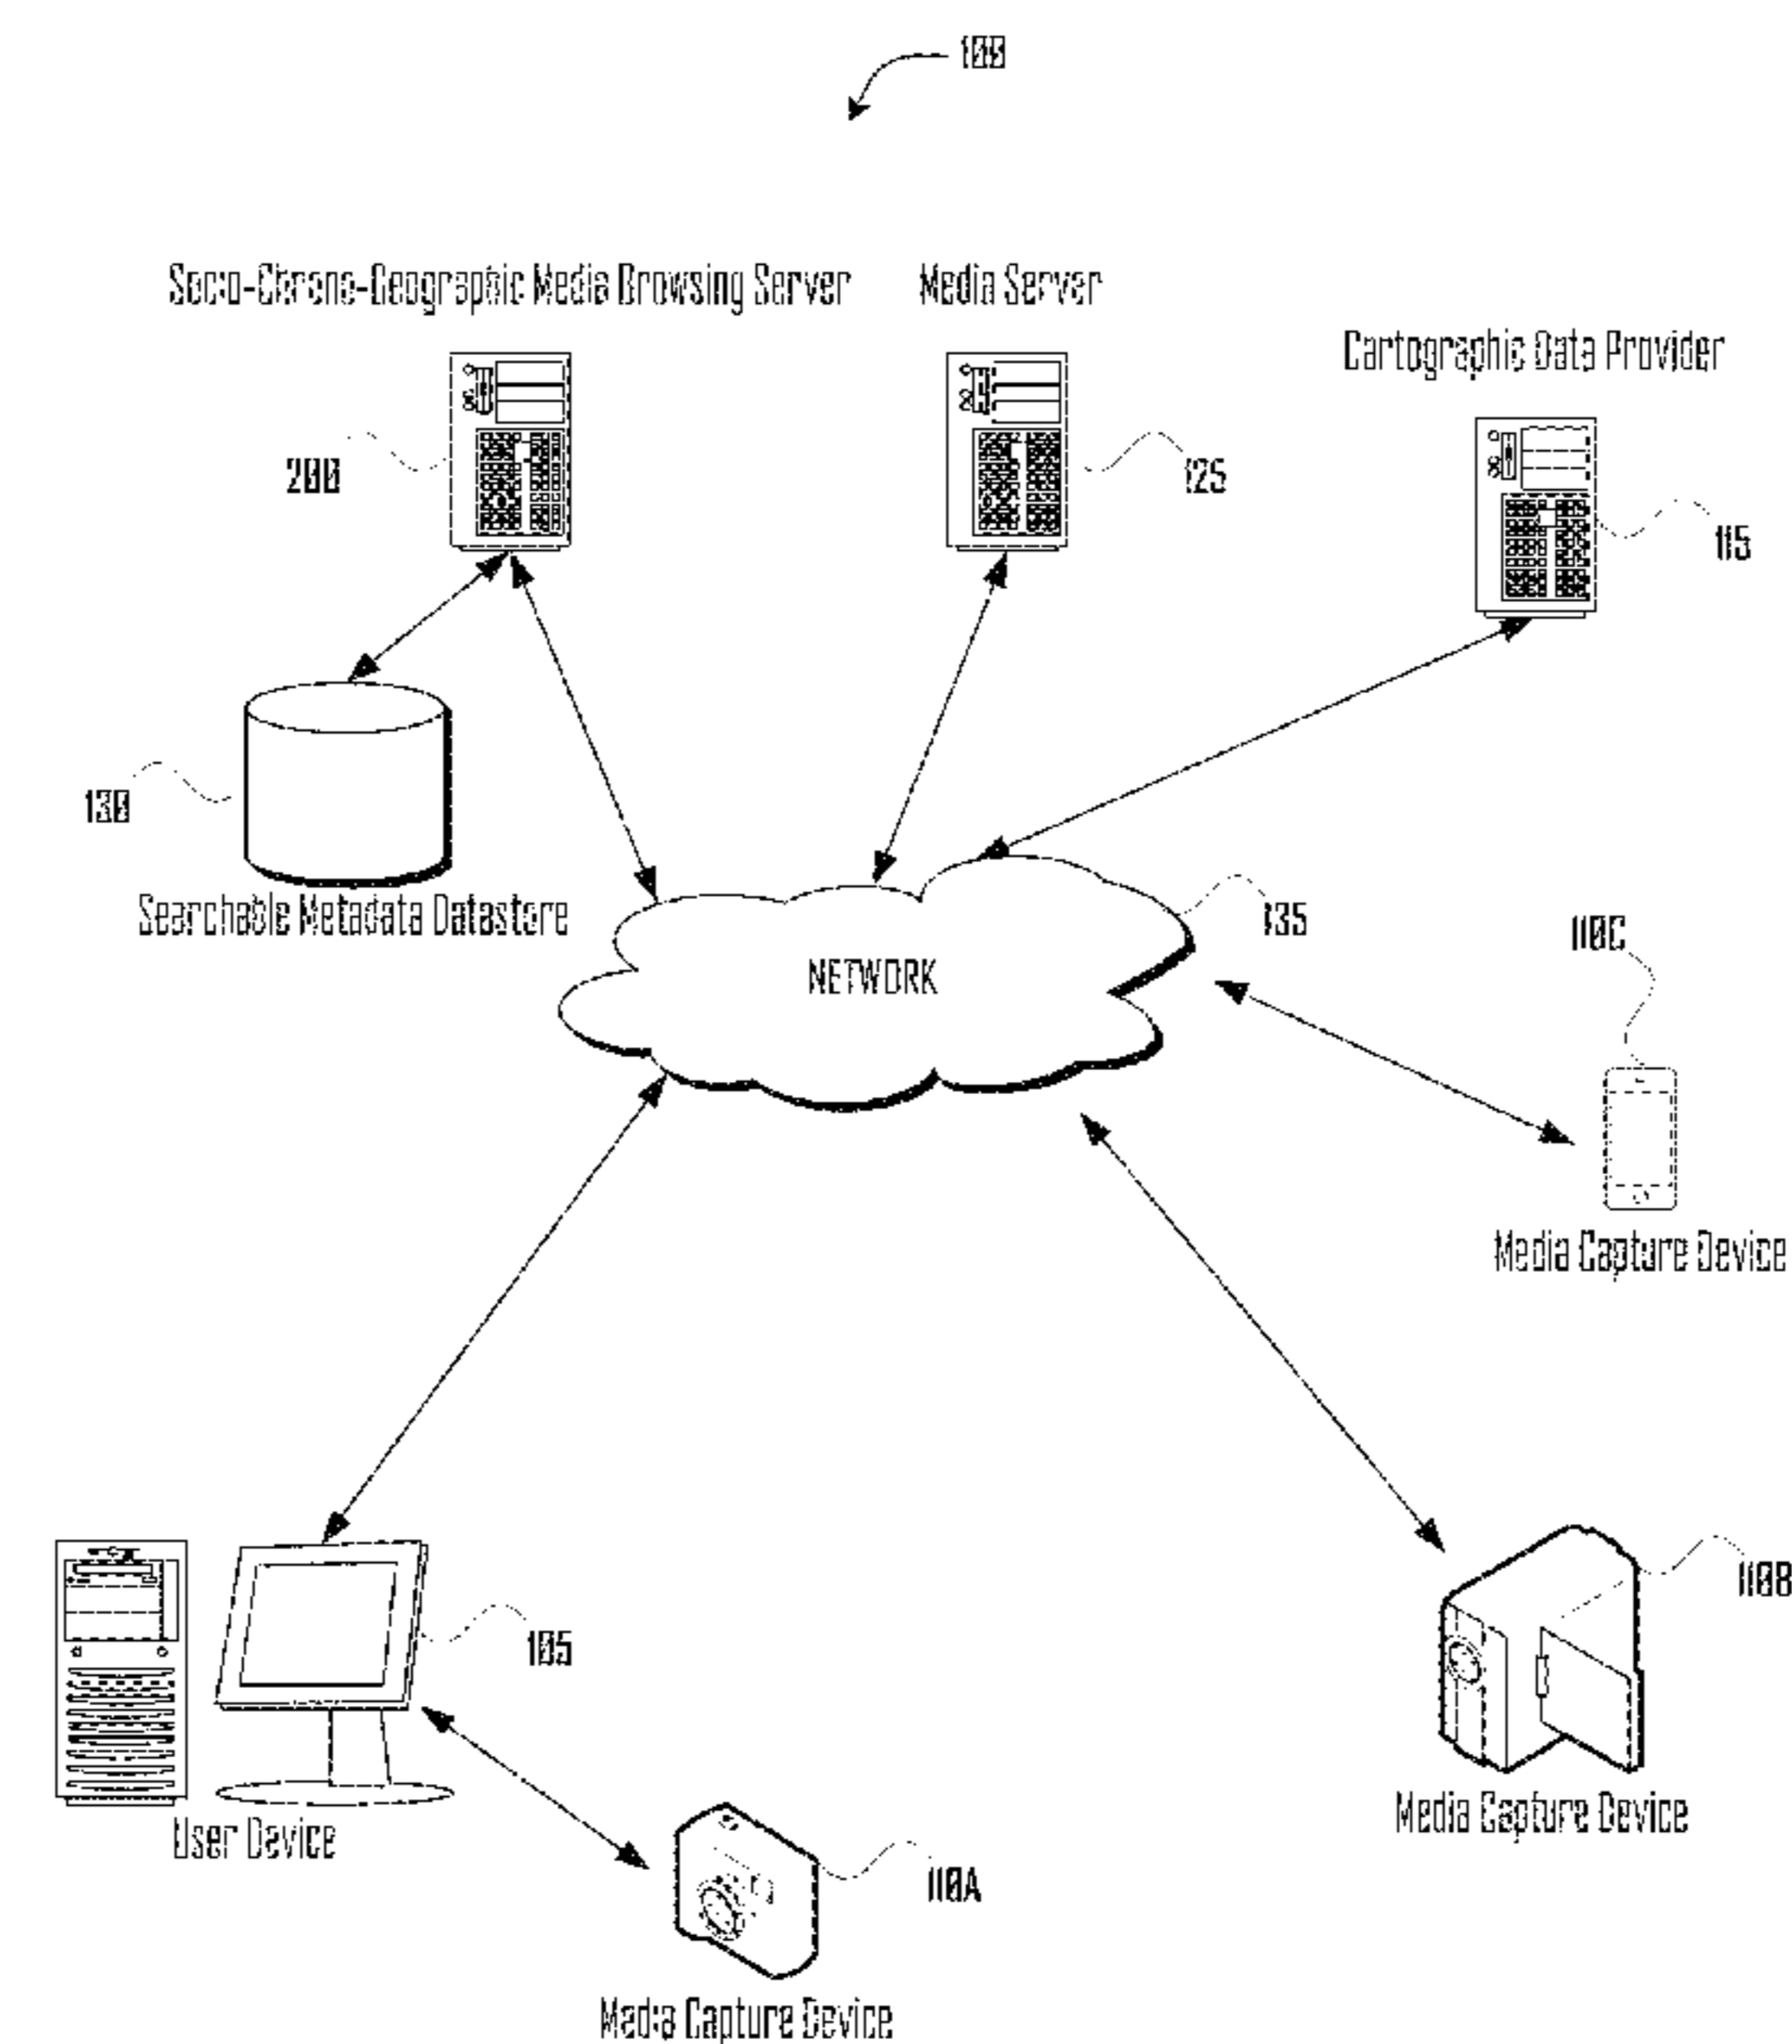 100
Socio-Chrono-Geographic Media Browsing Server
Media Server
Cartographic Data Provider
200
125
115
130
Searchable Metadata Datastore
135
110C
NETWORK
Media Capture Device
110B
105
User Device
Media Capture Device
110A
Media Capture Device